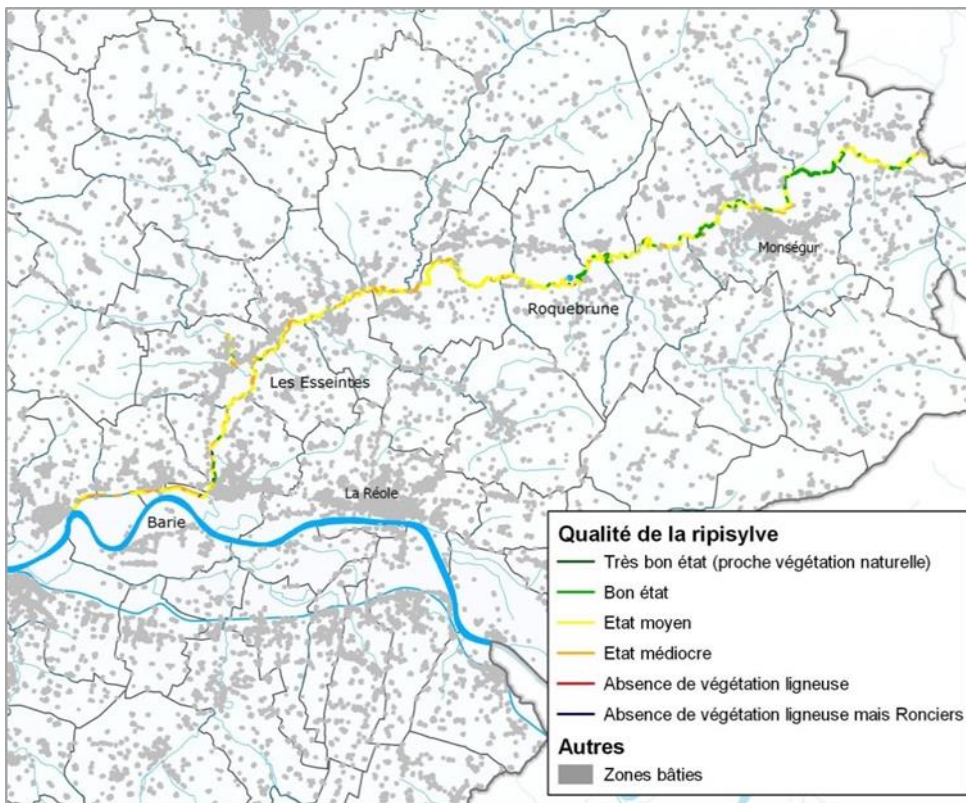 Monségur
Roquebrune
Les Esseintes
La Réole
Barie
Qualité de la ripisylve
Très bon état (proche végétation naturelle)
Bon état
Etat moyen
Etat médiocre
Absence de végétation ligneuse
Absence de végétation ligneuse mais Ronciers
Autres
Zones bâties